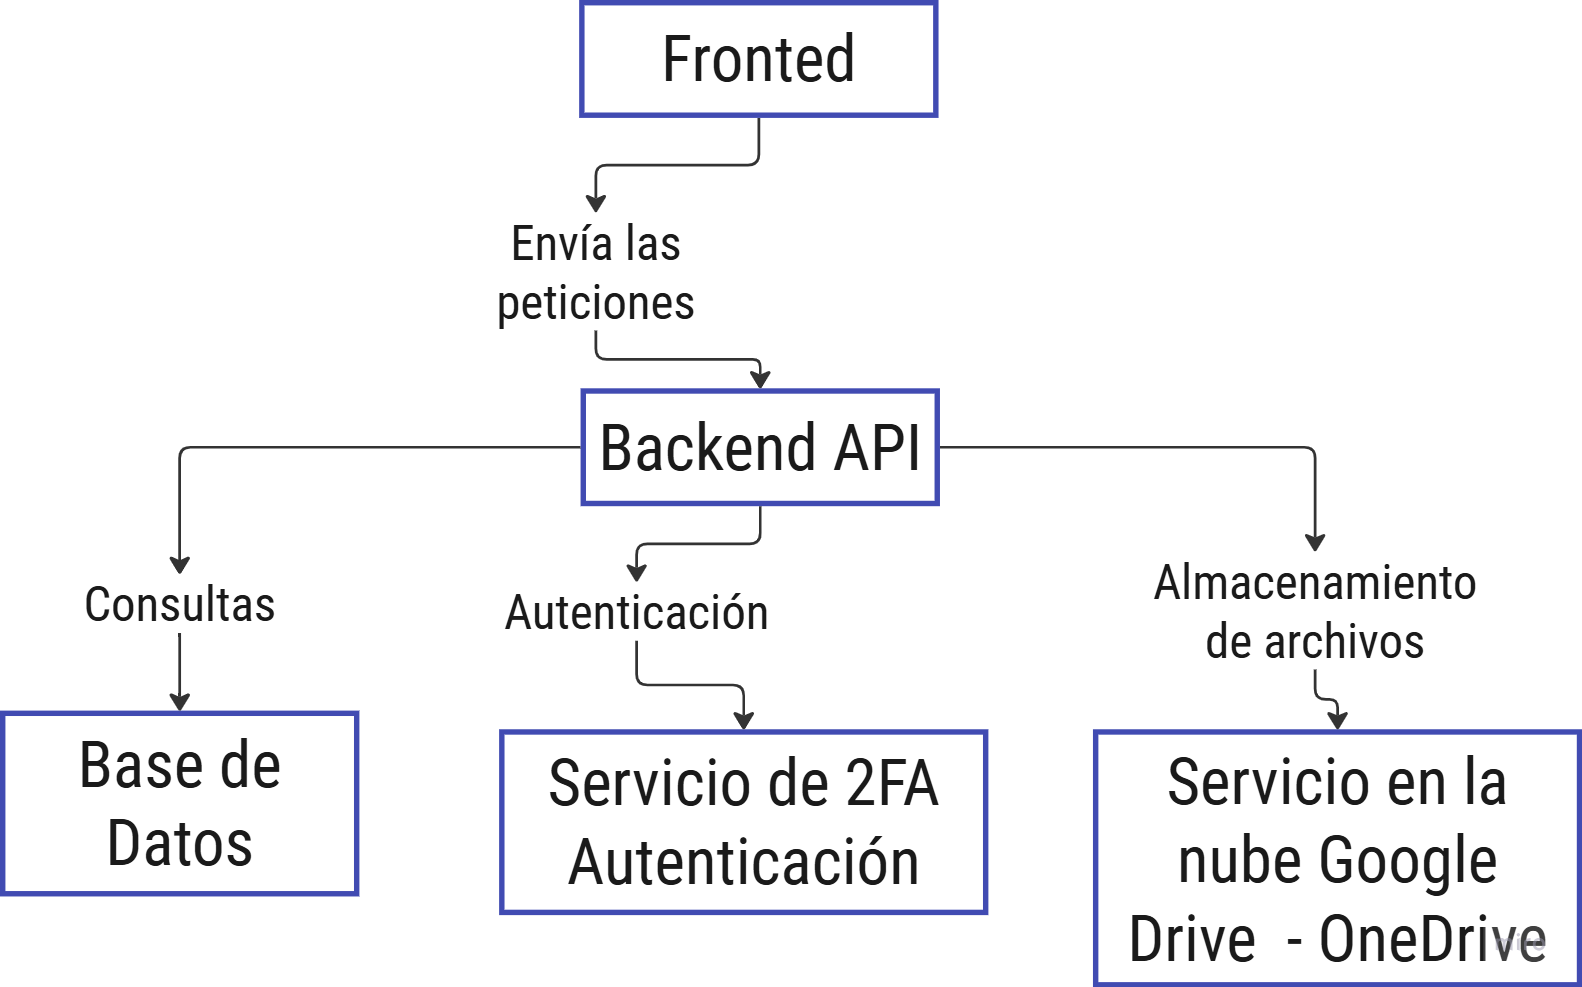 Fronted
Envía las
peticiones
Backend API
Consultas
Autenticación
Almacenamiento
de archivos
Base de
Datos
Servicio de 2FA
Autenticación
Servicio en la
nube Google
Drive - OneDrive
miro